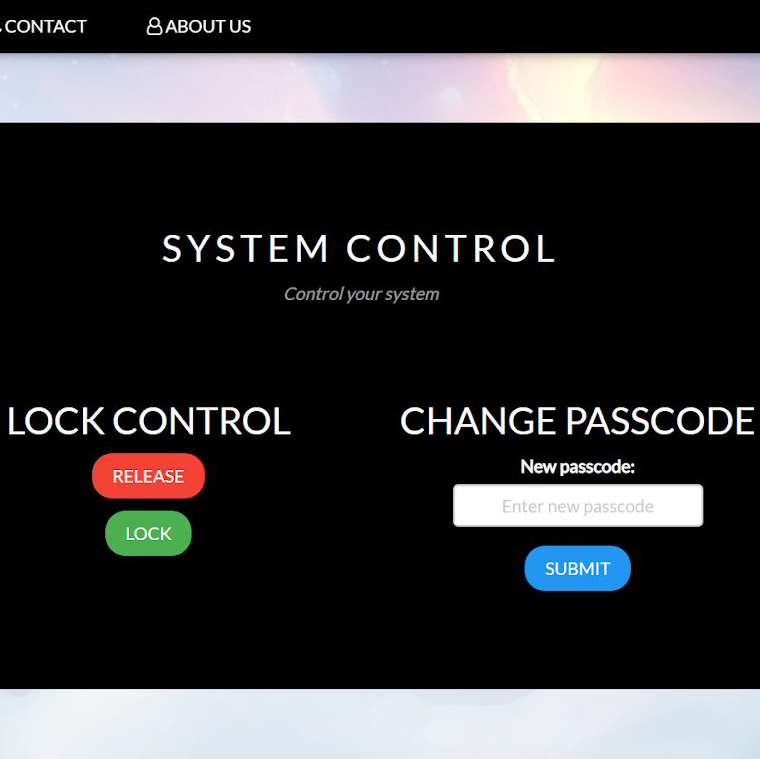 CONTACT
ABOUT US
SYSTEM CONTROL
Control your system
LOCK CONTROL
RELEASE
LOCK
CHANGE PASSCODE
New passcode:
Enter new passcode
SUBMIT